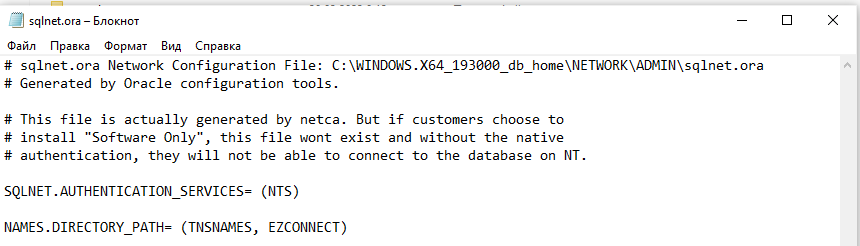 sqlnet.ora – Блокнот
Файл Правка Формат Вид Справка
# sqlnet.ora Network Configuration File: C:\WINDOWS.X64_193000_db_home\NETWORK\ADMIN\sqlnet.ora
# Generated by Oracle configuration tools.
# This file is actually generated by netca. But if customers choose to
# install "Software Only", this file wont exist and without the native
# authentication, they will not be able to connect to the database on NT.
SQLNET.AUTHENTICATION_SERVICES= (NTS)
NAMES.DIRECTORY_PATH= (TNSNAMES, EZCONNECT)